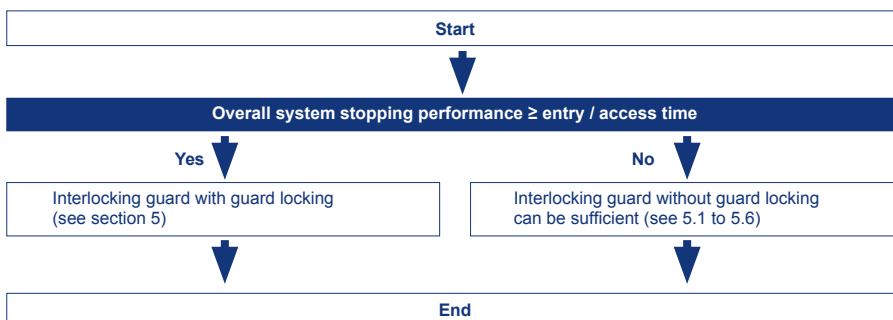 Start
Overall system stopping performance ≥ entry / access time
Yes
No
Interlocking guard with guard locking
(see section 5)
Interlocking guard without guard locking
can be sufficient (see 5.1 to 5.6)
End